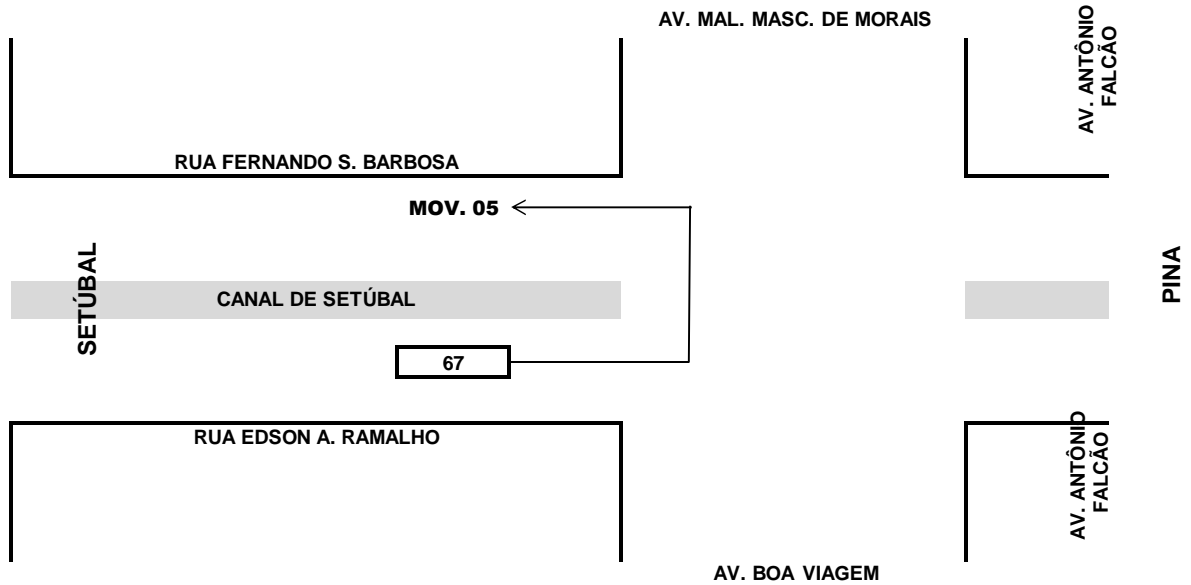 AV. MAL. MASC. DE MORAIS
AV. ANTÔNIO
FALCÃO
RUA FERNANDO S. BARBOSA
MOV. 05
SETÚBAL
CANAL DE SETÚBAL
PINA
67
RUA EDSON A. RAMALHO
AV. ANTÔNIO
FALCÃO
AV. BOA VIAGEM